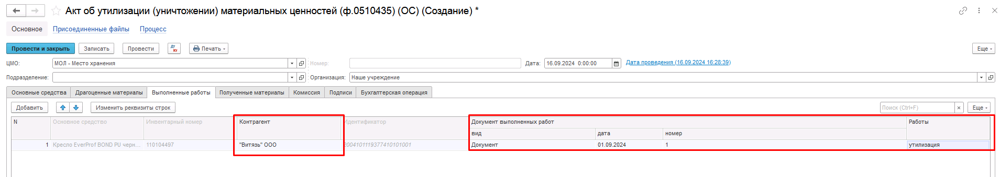 Акт об утилизации (уничтожении) материальных ценностей (ф.0510435) (ОС) (Создание) *
Основное Присоединенные файлы Процесс
Провести и закрыть Записать Провести Дт Кт Печать Еще
ЦМО: МОЛ - Место хранения Номер: Дата: 16.09.2024 0:00:00 Дата проведения (16.09.2024 16:28:39)
Подразделение: Организация: Наше учреждение
Основные средства Драгоценные материалы Выполненные работы Полученные материалы Комиссия Подписи Бухгалтерская операция
Добавить Изменить реквизиты строк Поиск (Ctrl+F) × Еще
N Основное средство Инвентарный номер Контрагент Идентификатор Документ выполненных работ Работы
вид дата номер
1 Кресло EverProf BOND PU черн... 110104497 "Витязь" ООО 2004101119377410101001 Документ 01.09.2024 1 утилизация